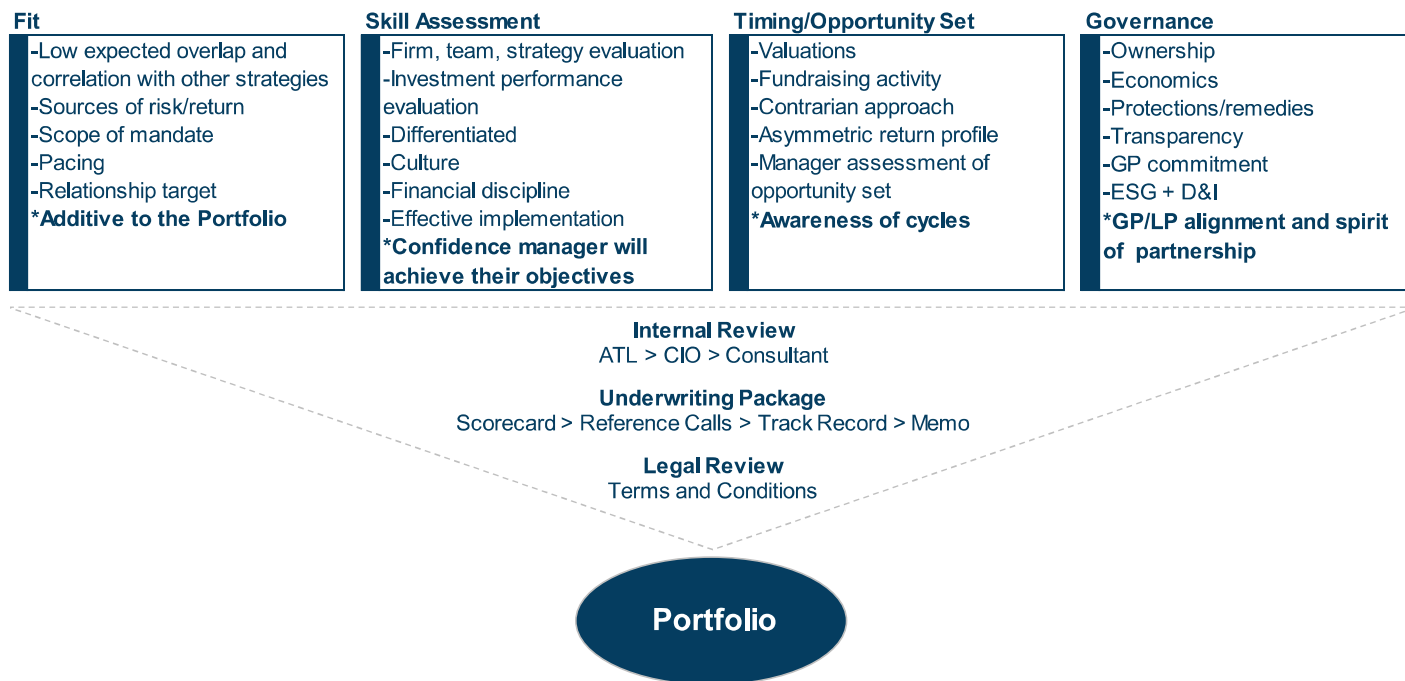 Fit
-Low expected overlap and
correlation with other strategies
-Sources of risk/return
-Scope of mandate
-Pacing
-Relationship target
*Additive to the Portfolio
Skill Assessment
-Firm, team, strategy evaluation
-Investment performance
evaluation
-Differentiated
-Culture
-Financial discipline
-Effective implementation
*Confidence manager will
achieve their objectives
Timing/Opportunity Set
-Valuations
-Fundraising activity
-Contrarian approach
-Asymmetric return profile
-Manager assessment of
opportunity set
*Awareness of cycles
Governance
-Ownership
-Economics
-Protections/remedies
-Transparency
-GP commitment
-ESG + D&I
*GP/LP alignment and spirit
of partnership
Internal Review
ATL > CIO > Consultant
Underwriting Package
Scorecard > Reference Calls > Track Record > Memo
Legal Review
Terms and Conditions
Portfolio